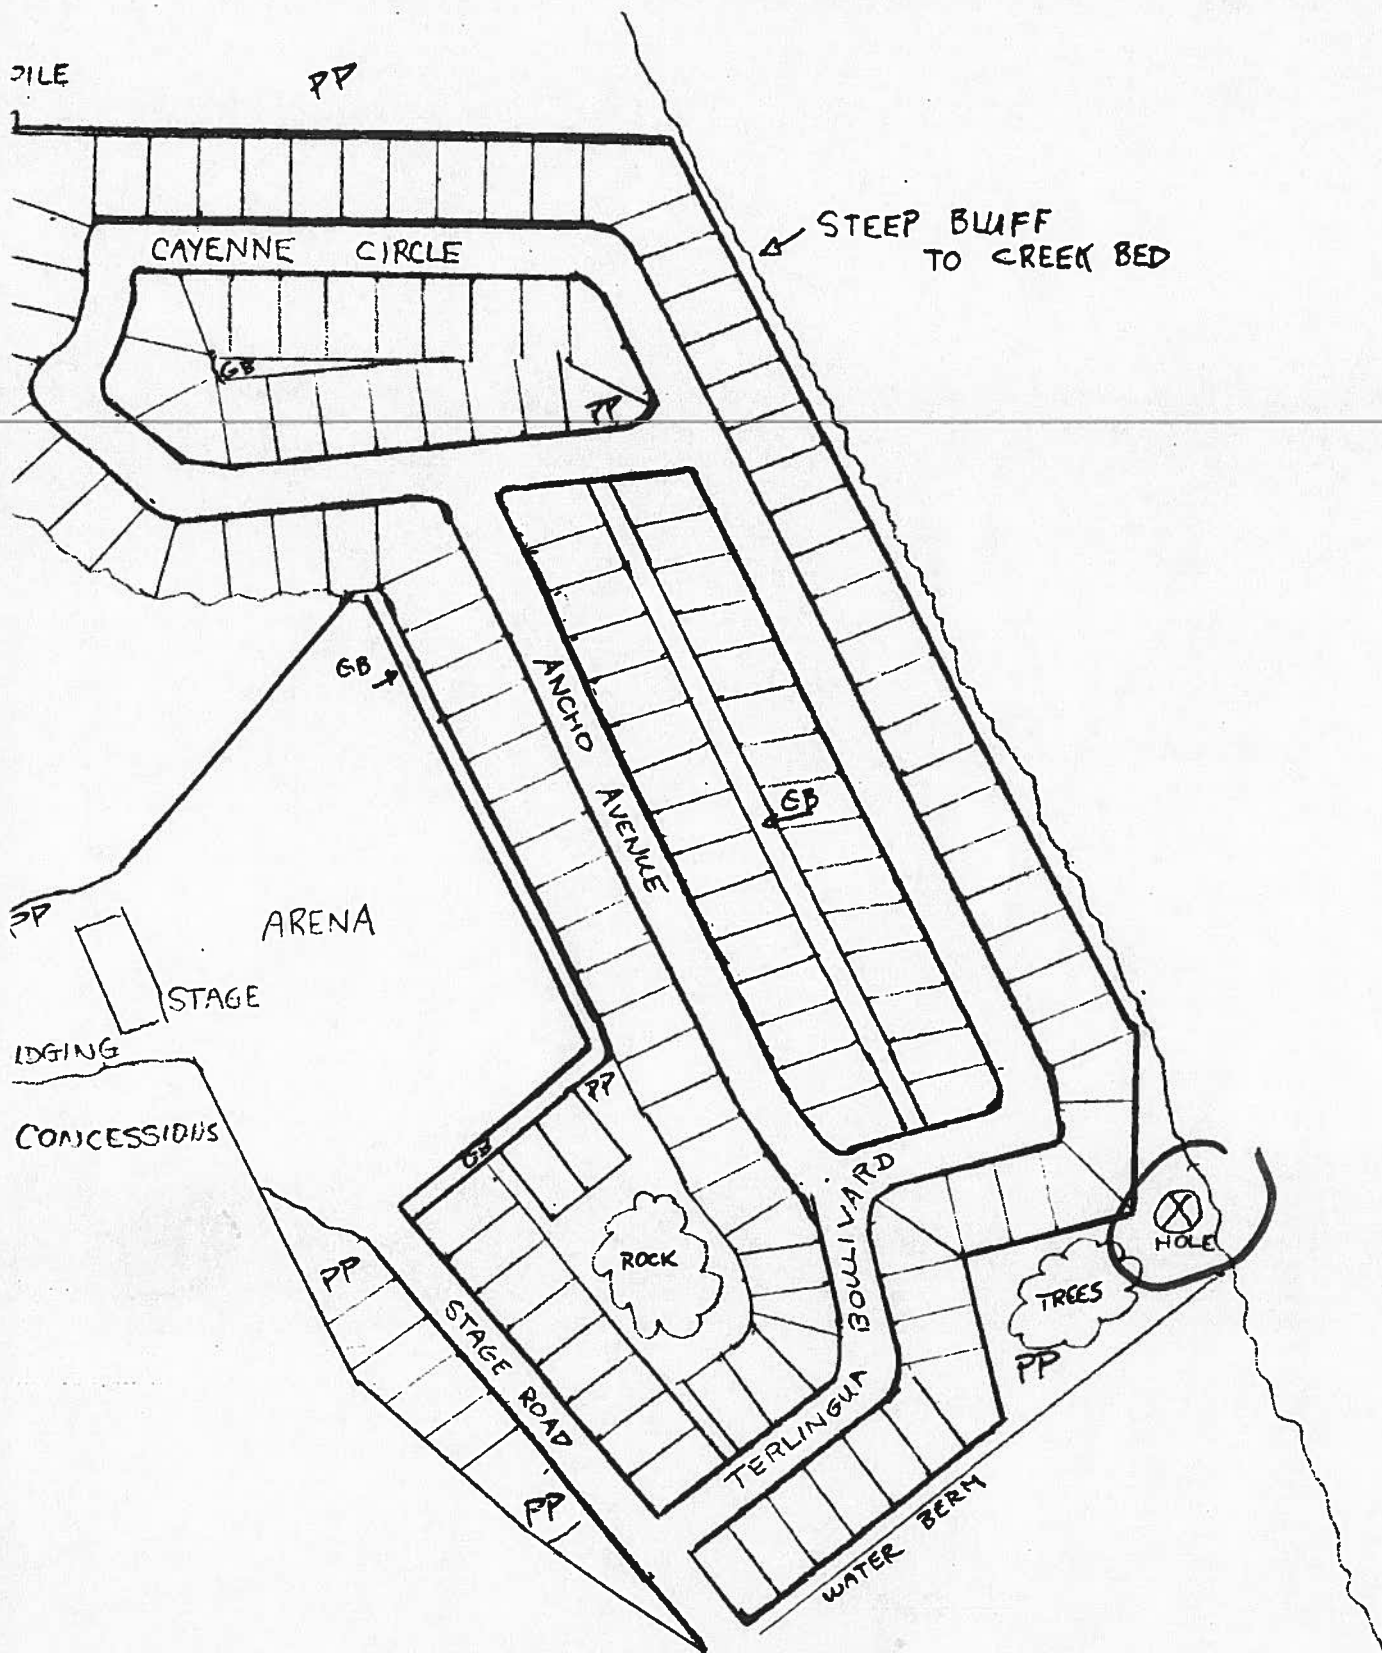 PILE
PP
STEEP BLUFF
TO CREEK BED
CAYENNE CIRCLE
GB
PP
GB
ANCHO AVENUE
GB
PP
ARENA
STAGE
IDGING
CONCESSIONS
PP
GB
ROCK
BOULIVARD
HOLE
TREES
PP
PP
STAGE ROAD
TERLINGUA
PP
WATER BERM